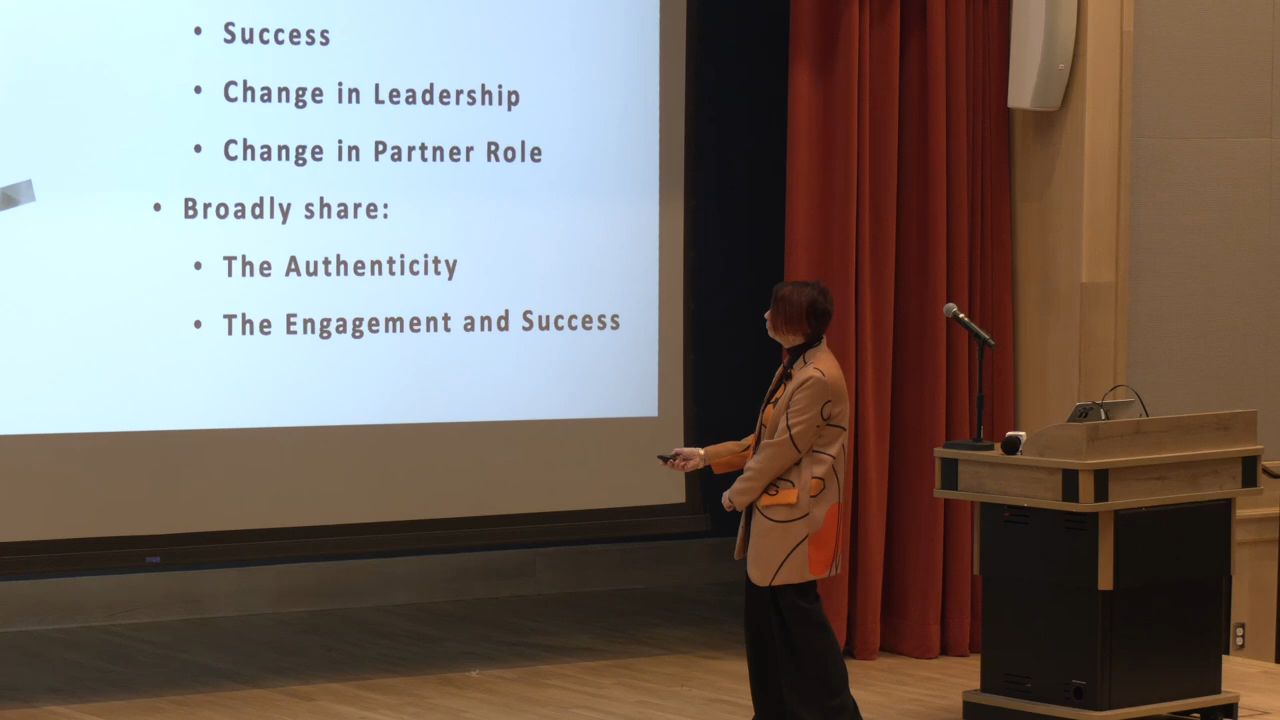 • Success
• Change in Leadership
• Change in Partner Role
• Broadly share:
• The Authenticity
• The Engagement and Success